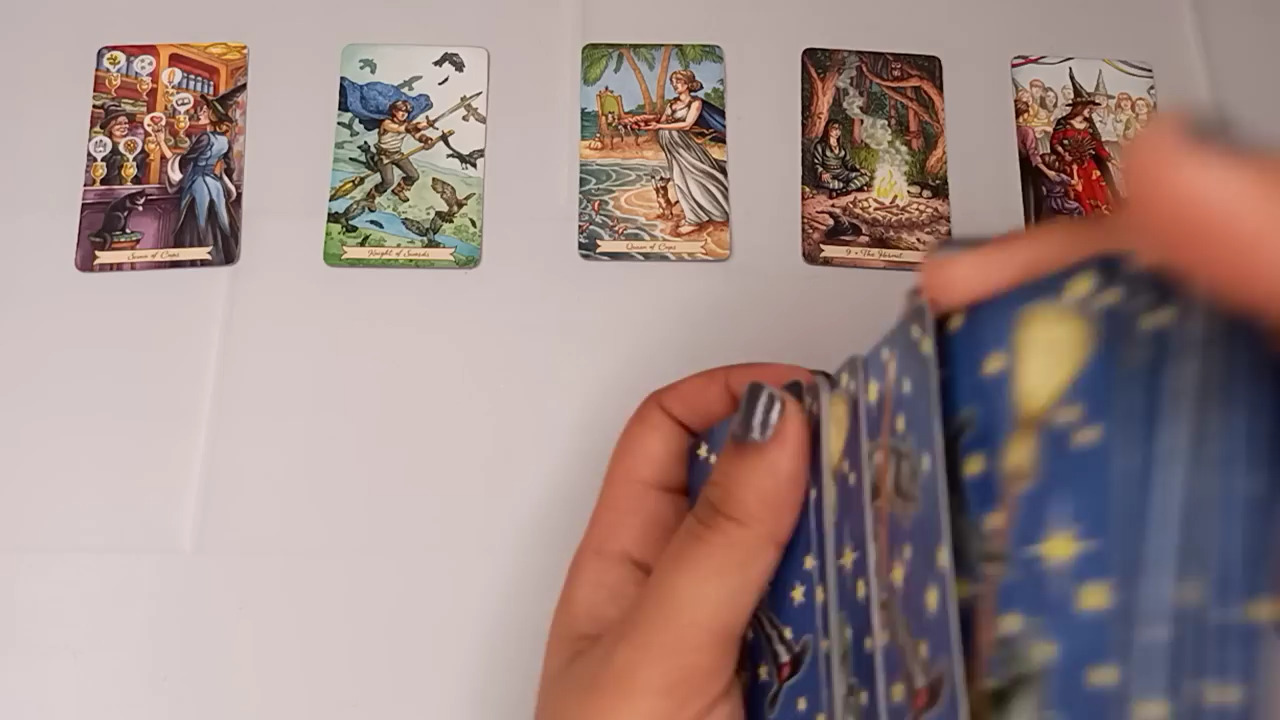 Seven of Cups
Knight of Swords
Queen of Cups
9 • The Hermit